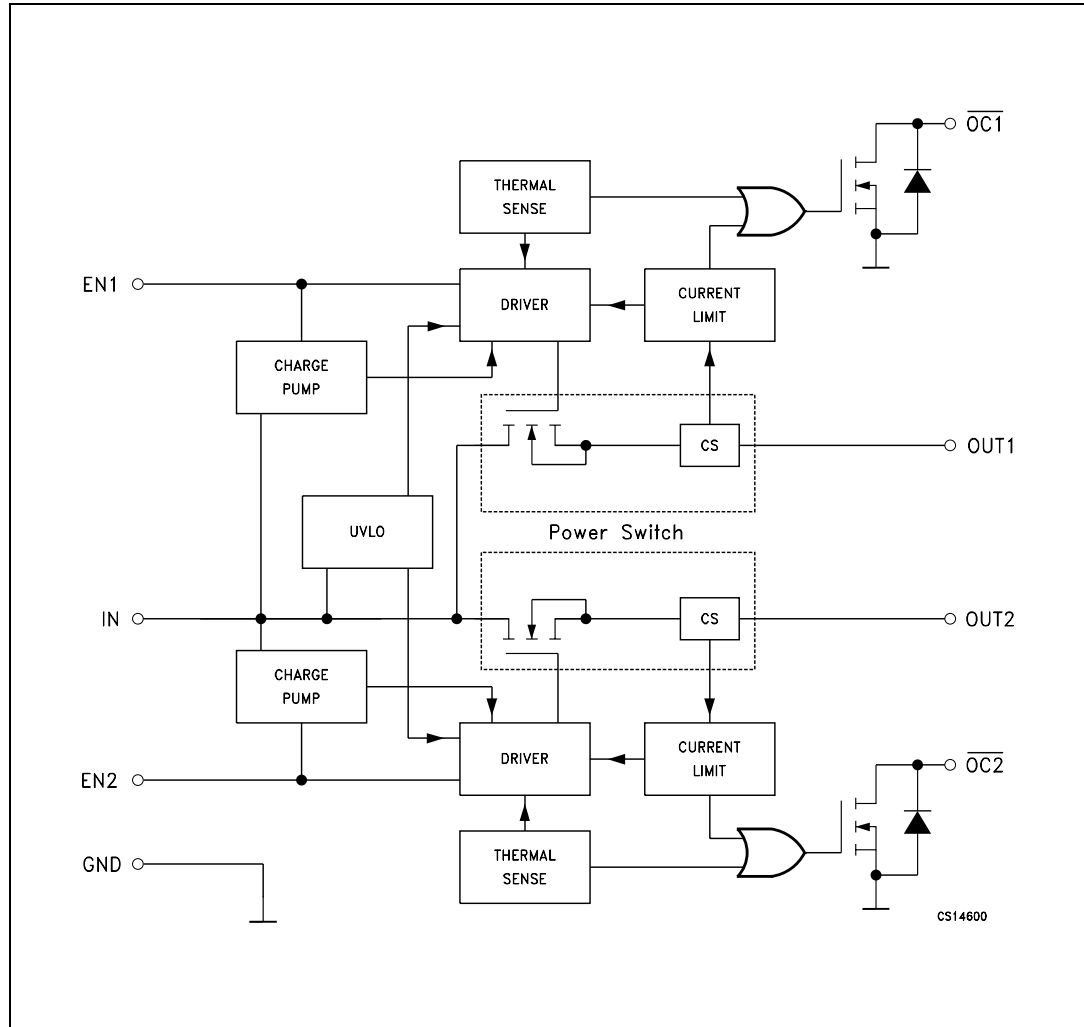 OC1
THERMAL
SENSE
EN1
DRIVER
CURRENT
LIMIT
CHARGE
PUMP
CS
OUT1
UVLO
Power Switch
IN
CS
OUT2
CHARGE
PUMP
DRIVER
CURRENT
LIMIT
OC2
EN2
THERMAL
SENSE
GND
CS14600